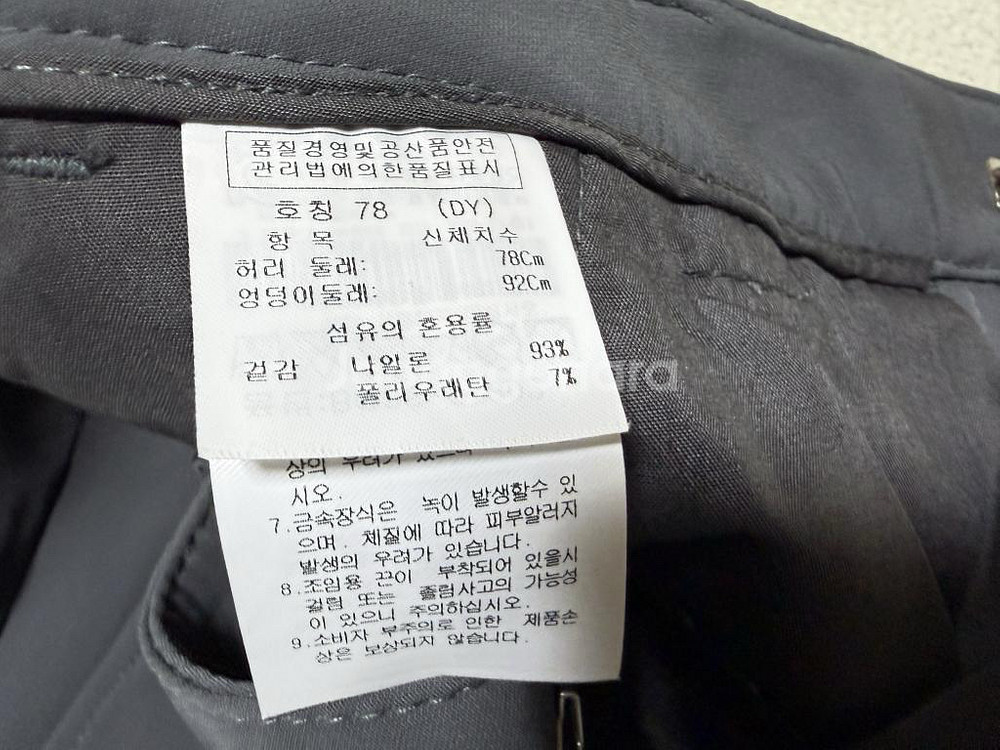 품질경영및공산품안전
관리법에의한품질표시
호칭 78 (DY)
항 목 신체치수
허리 둘레: 78Cm
엉덩이둘레: 92Cm
섬유의 혼용률
겉감 나일론 93%
폴리우레탄 7%
상의 우려가 있으니
시오.
7.금속장식은 녹이 발생할수 있
으며. 체질에 따라 피부알러지
발생의 우려가 있습니다.
8.조임용 끈이 부착되어 있을시
걸림 또는 졸림사고의 가능성
이 있으니 주의하십시오.
9.소비자 부주의로 인한 제품손
상은 보상되지 않습니다.